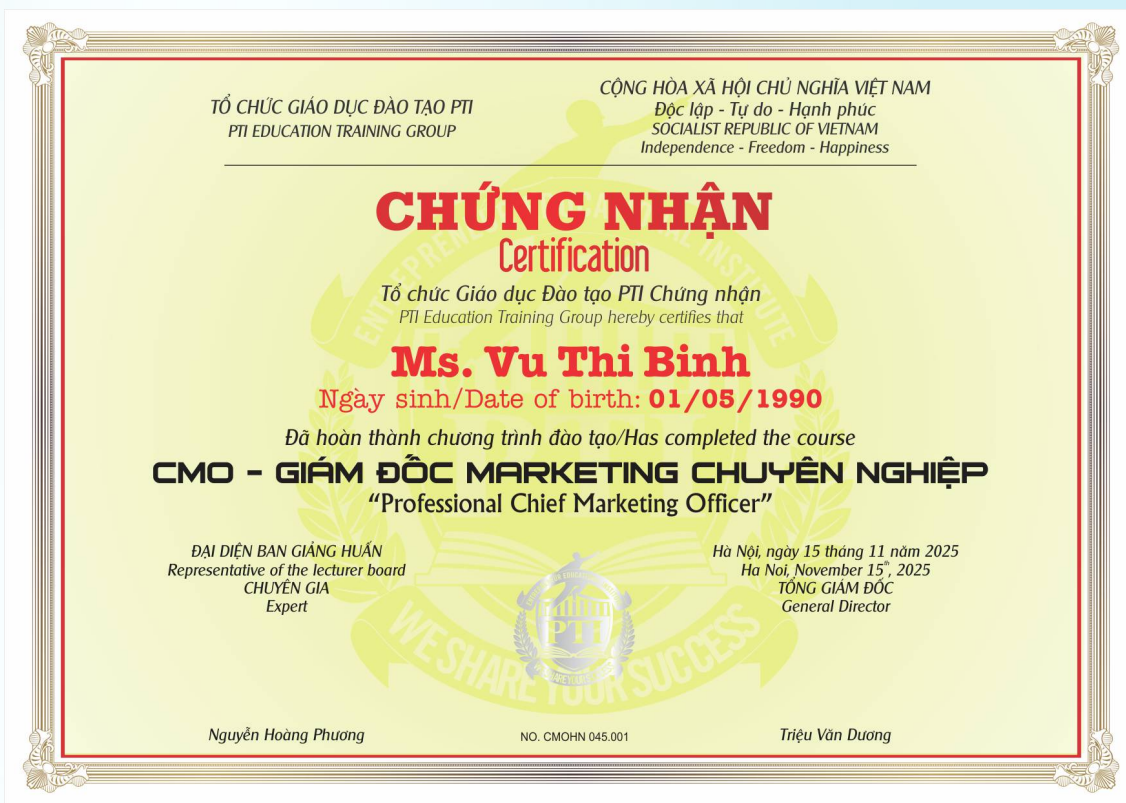 TỔ CHỨC GIÁO DỤC ĐÀO TẠO PTI
PTI EDUCATION TRAINING GROUP
CỘNG HÒA XÃ HỘI CHỦ NGHĨA VIỆT NAM
Độc lập - Tự do - Hạnh phúc
SOCIALIST REPUBLIC OF VIETNAM
Independence - Freedom - Happiness
CHỨNG NHẬN
Certification
Tổ chức Giáo dục Đào tạo PTI Chứng nhận
PTI Education Training Group hereby certifies that
Ms. Vu Thi Binh
Ngày sinh/Date of birth: 01/05/1990
Đã hoàn thành chương trình đào tạo/Has completed the course
CMO - GIÁM ĐỐC MARKETING CHUYÊN NGHIỆP
“Professional Chief Marketing Officer”
ĐẠI DIỆN BAN GIẢNG HUẤN
Representative of the lecturer board
CHUYÊN GIA
Expert
Hà Nội, ngày 15 tháng 11 năm 2025
Ha Noi, November 15th, 2025
TỔNG GIÁM ĐỐC
General Director
PTI
WE SHARE YOUR SUCCESS
Nguyễn Hoàng Phương
NO. CMOHN 045.001
Triệu Văn Dương